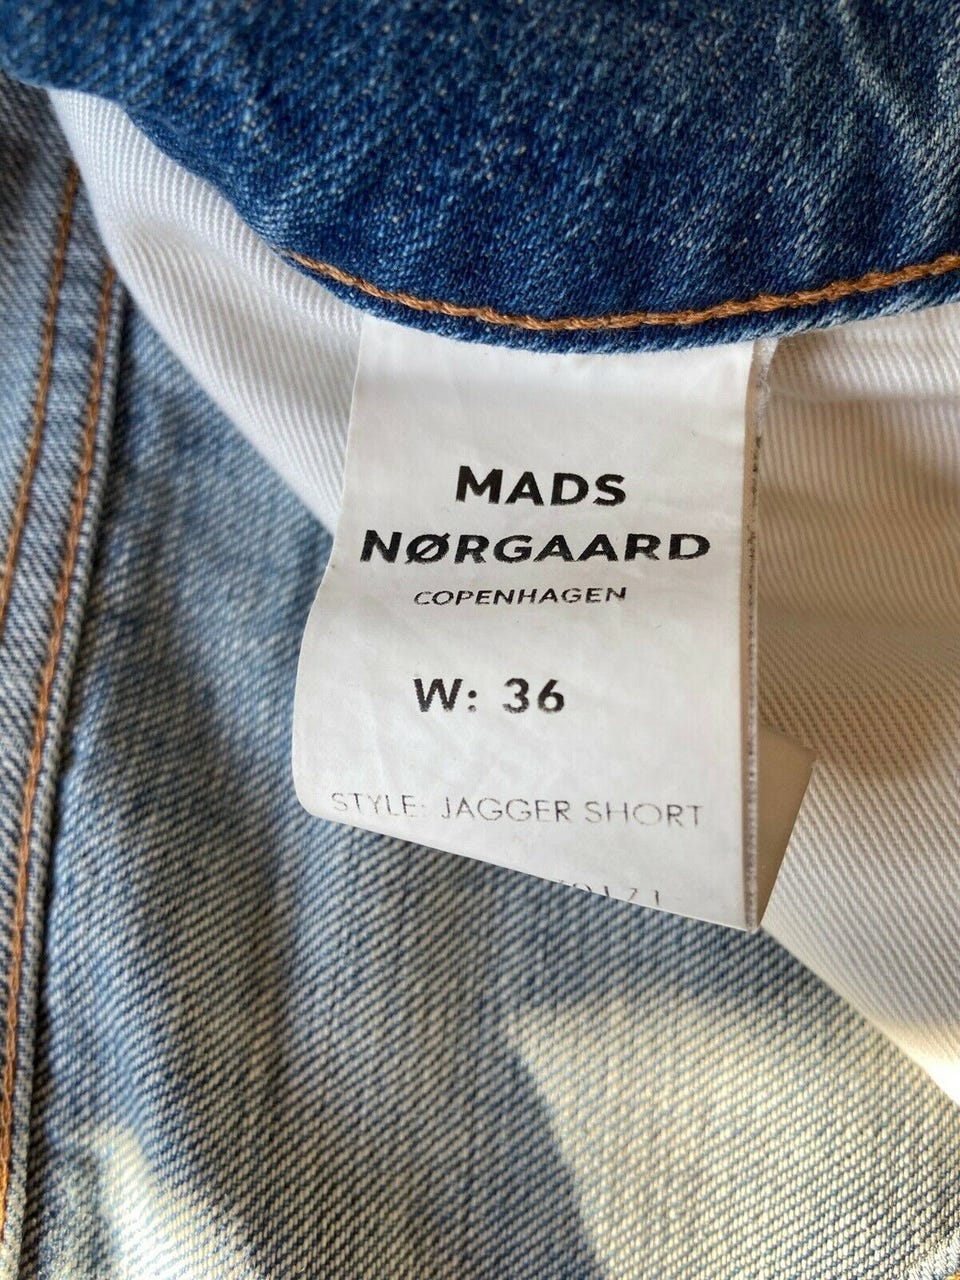 MADS
NØRGAARD
COPENHAGEN
W: 36
STYLE: JAGGER SHORT